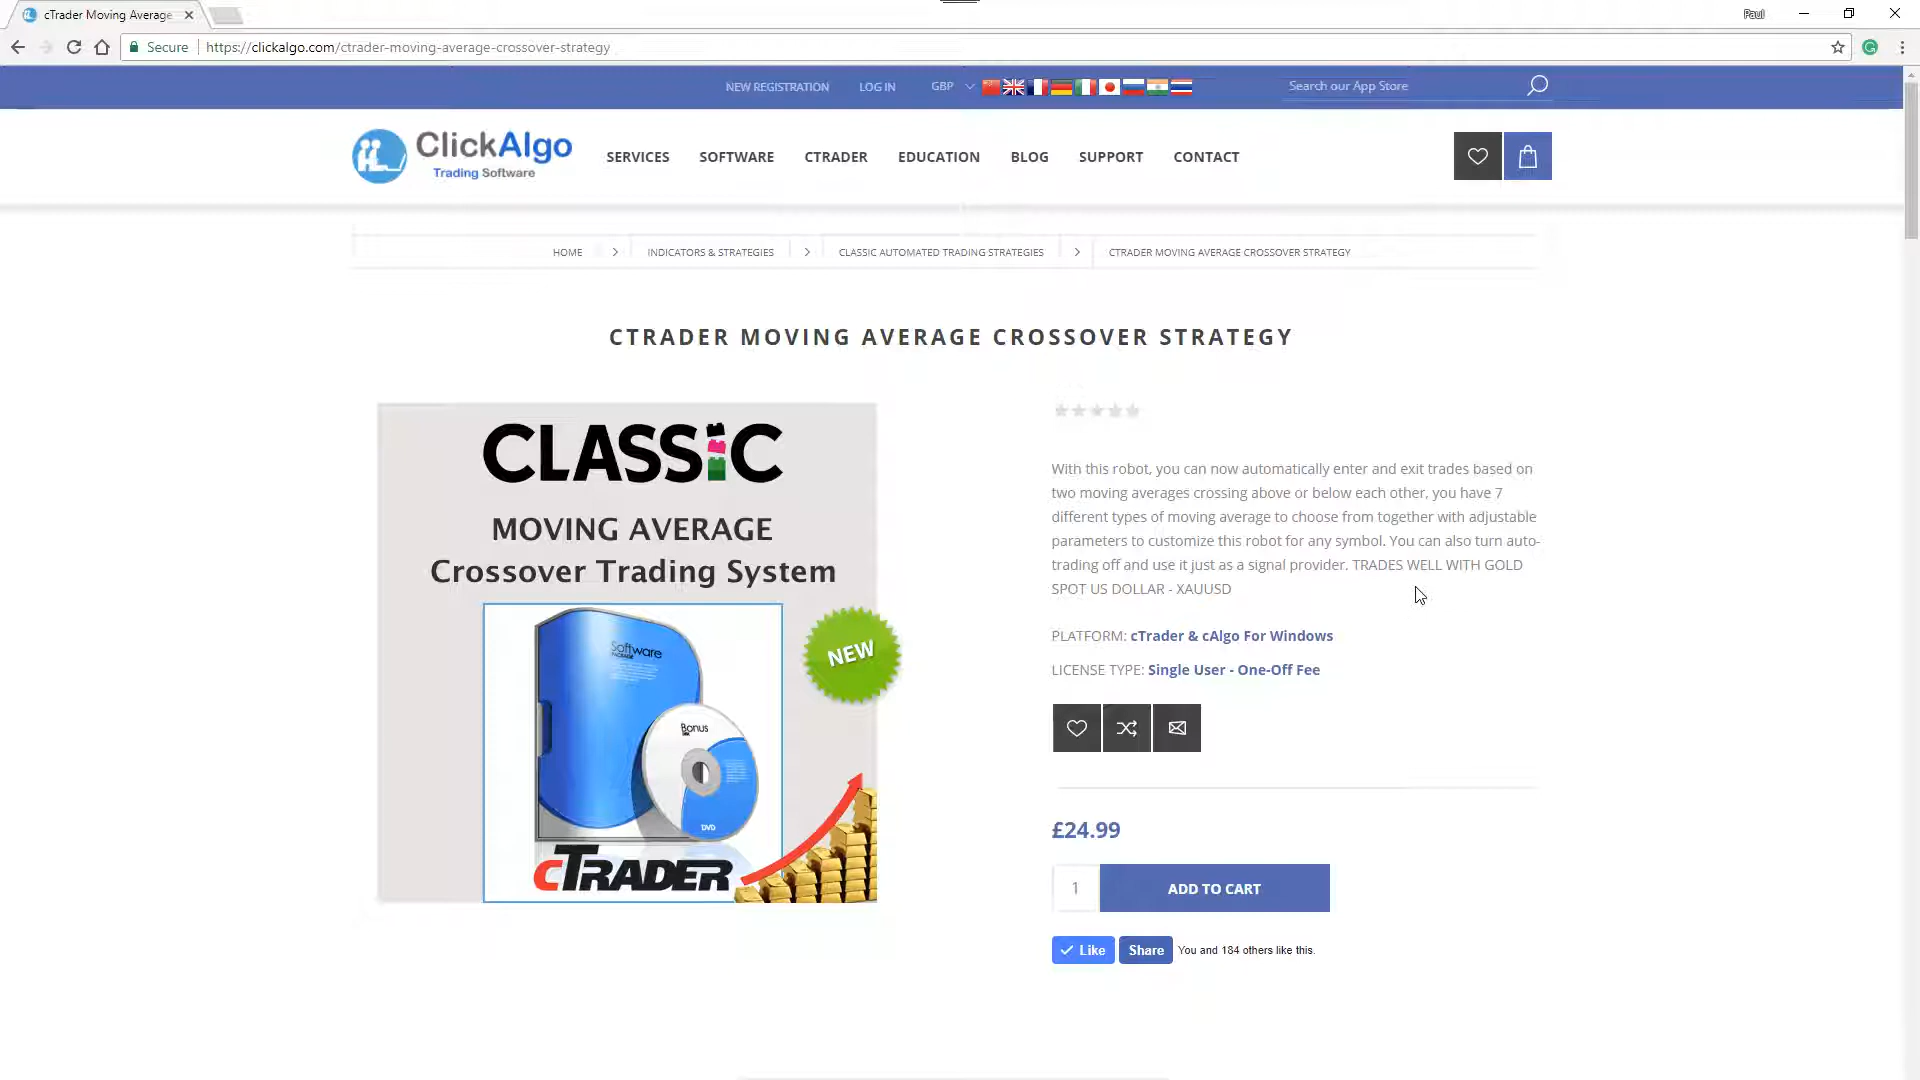 cTrader Moving Average
Paul
Secure
https://clickalgo.com/ctrader-moving-average-crossover-strategy
NEW REGISTRATION
LOG IN
GBP
Search our App Store
ClickAlgo
Trading Software
SERVICES
SOFTWARE
CTRADER
EDUCATION
BLOG
SUPPORT
CONTACT
HOME
INDICATORS & STRATEGIES
CLASSIC AUTOMATED TRADING STRATEGIES
CTRADER MOVING AVERAGE CROSSOVER STRATEGY
CTRADER MOVING AVERAGE CROSSOVER STRATEGY
CLASSiC
MOVING AVERAGE
Crossover Trading System
Software
Bonus
DVD
NEW
cTRADER
With this robot, you can now automatically enter and exit trades based on
two moving averages crossing above or below each other, you have 7
different types of moving average to choose from together with adjustable
parameters to customize this robot for any symbol. You can also turn auto-
trading off and use it just as a signal provider. TRADES WELL WITH GOLD
SPOT US DOLLAR - XAUUSD
PLATFORM: cTrader & cAlgo For Windows
LICENSE TYPE: Single User - One-Off Fee
£24.99
1
ADD TO CART
Like
Share
You and 184 others like this.